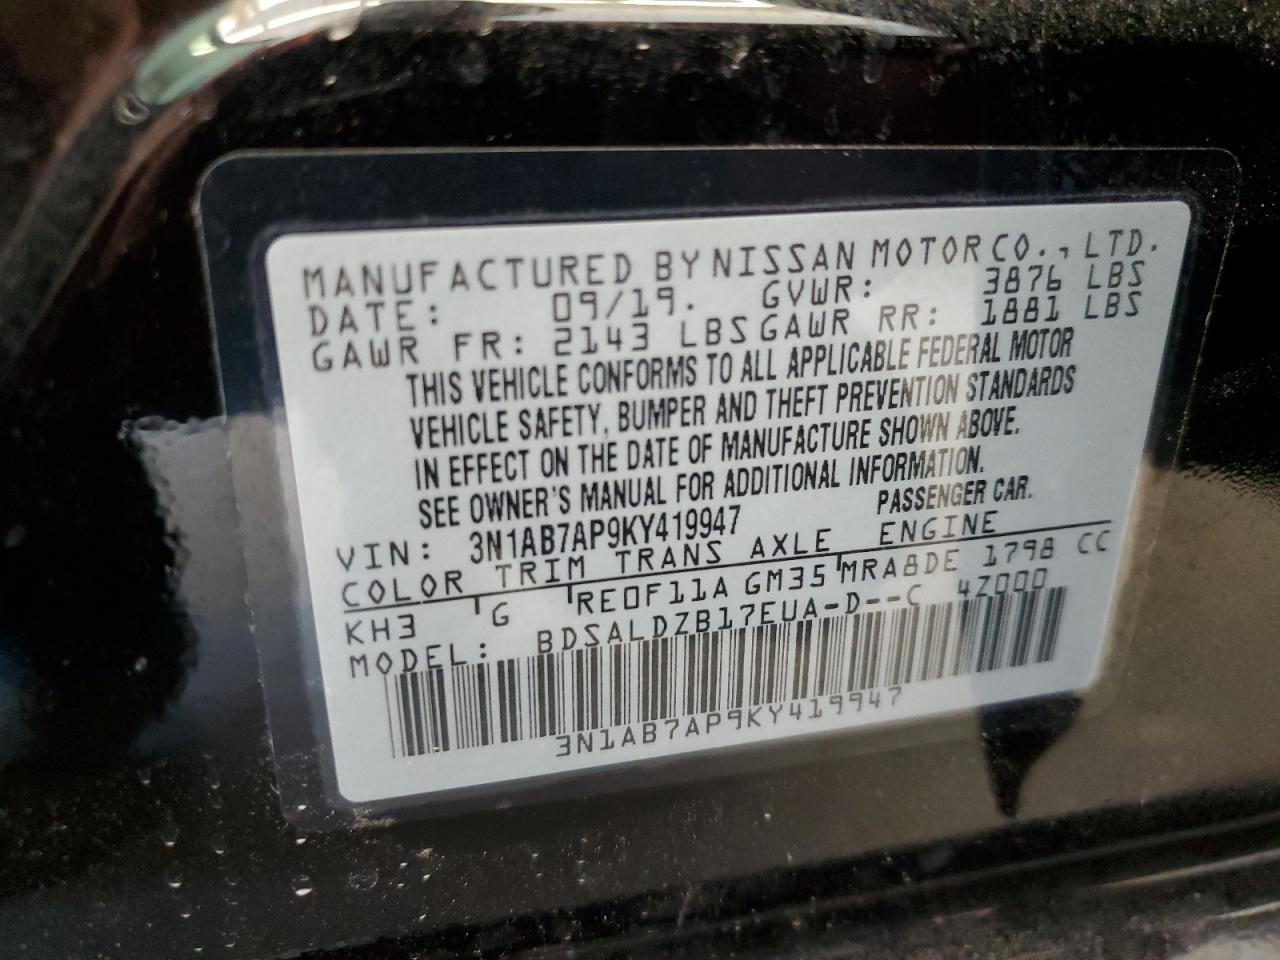 MANUFACTURED BY NISSAN MOTOR CO., LTD.
DATE: 09/19. GVWR: 3876 LBS
GAWR FR: 2143 LBS GAWR RR: 1881 LBS
THIS VEHICLE CONFORMS TO ALL APPLICABLE FEDERAL MOTOR
VEHICLE SAFETY, BUMPER AND THEFT PREVENTION STANDARDS
IN EFFECT ON THE DATE OF MANUFACTURE SHOWN ABOVE.
SEE OWNER'S MANUAL FOR ADDITIONAL INFORMATION.
VIN: 3N1AB7AP9KY419947 PASSENGER CAR.
COLOR TRIM TRANS AXLE ENGINE
KH3 G RE0F11A GM35 MRA8DE 1798 CC
MODEL: BDSALDZB17EUA-D--C 4Z000
3N1AB7AP9KY419947